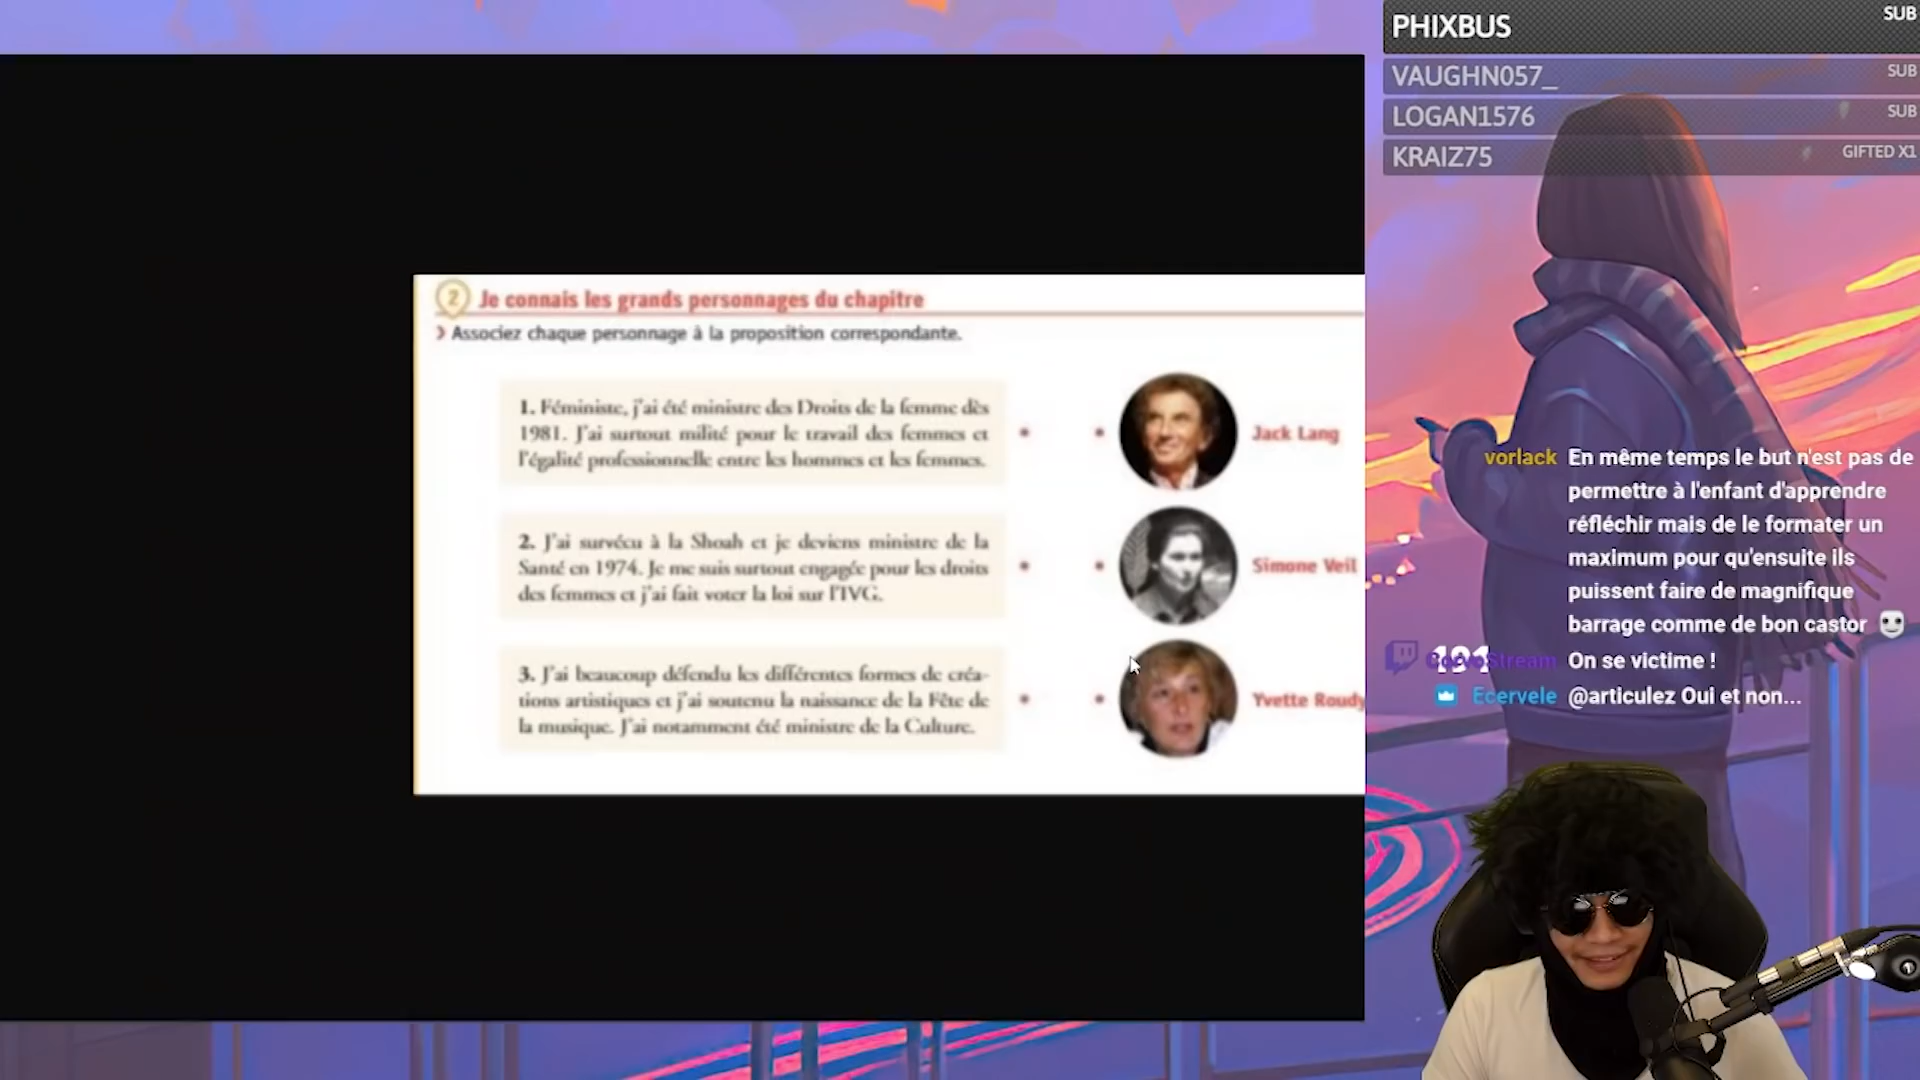 2 Je connais les grands personnages du chapitre
› Associez chaque personnage à la proposition correspondante.
1. Féministe, j'ai été ministre des Droits de la femme dès
1981. J'ai surtout milité pour le travail des femmes et
l'égalité professionnelle entre les hommes et les femmes.
Jack Lang
2. J'ai survécu à la Shoah et je deviens ministre de la
Santé en 1974. Je me suis surtout engagée pour les droits
des femmes et j'ai fait voter la loi sur l'IVG.
Simone Veil
3. J'ai beaucoup défendu les différentes formes de créa-
tions artistiques et j'ai soutenu la naissance de la Fête de
la musique. J'ai notamment été ministre de la Culture.
Yvette Roudy
PHIXBUS SUB
VAUGHN057_ SUB
LOGAN1576 SUB
KRAIZ75 GIFTED X1
vorlack En même temps le but n'est pas de
permettre à l'enfant d'apprendre
réfléchir mais de le formater un
maximum pour qu'ensuite ils
puissent faire de magnifique
barrage comme de bon castor
Stream On se victime !
Ecervele @articulez Oui et non...